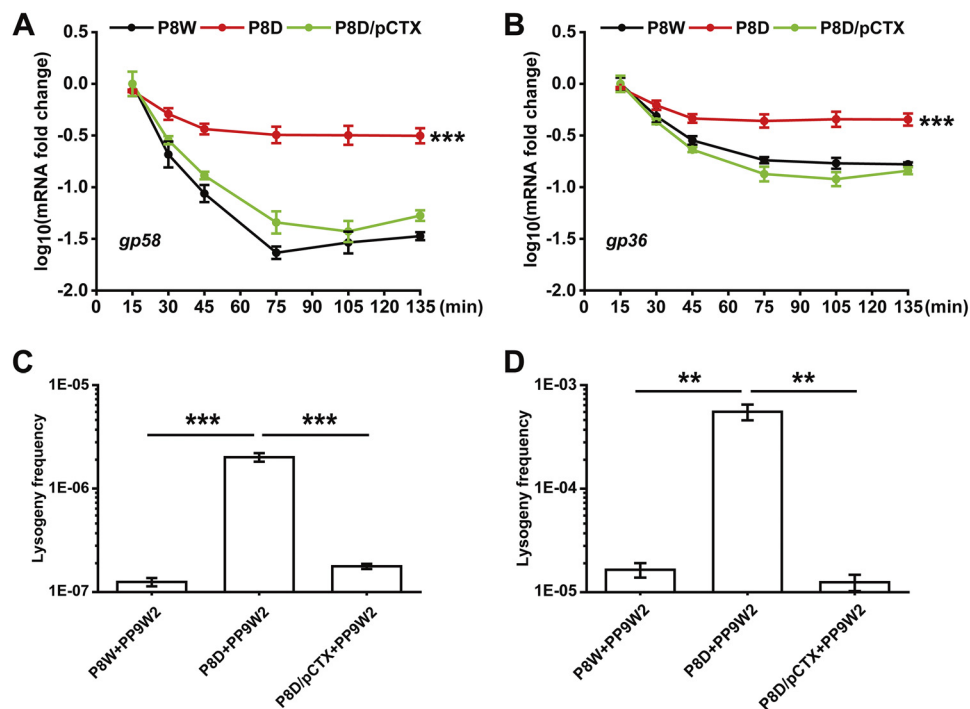 A
P8W P8D P8D/pCTX
log10(mRNA fold change)
0.5
0.0
-0.5
-1.0
-1.5
-2.0
***
gp58
0 15 30 45 60 75 90 105 120 135 (min)
B
P8W P8D P8D/pCTX
log10(mRNA fold change)
0.5
0.0
-0.5
-1.0
-1.5
-2.0
***
gp36
0 15 30 45 60 75 90 105 120 135 (min)
C
Lysogeny frequency
1E-05
1E-06
1E-07
*** ***
P8W+PP9W2
P8D+PP9W2
P8D/pCTX+PP9W2
D
Lysogeny frequency
1E-03
1E-04
1E-05
** **
P8W+PP9W2
P8D+PP9W2
P8D/pCTX+PP9W2